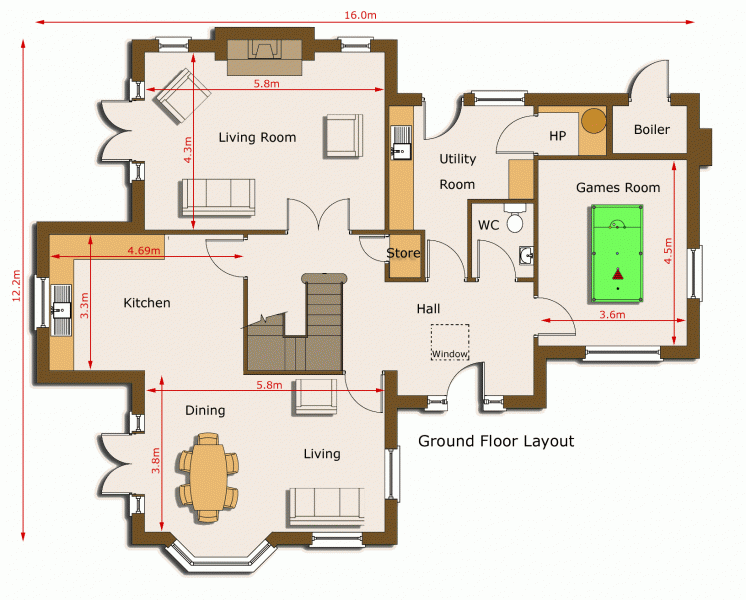 16.0m
5.8m
Living Room
4.3m
Utility
Room
HP
Boiler
Games Room
WC
4.5m
Store
4.69m
12.2m
3.3m
Kitchen
Hall
3.6m
Window
5.8m
Dining
Living
3.8m
Ground Floor Layout